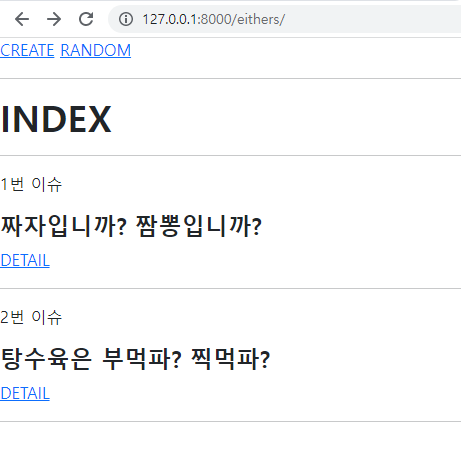 127.0.0.1:8000/eithers/
CREATE RANDOM
INDEX
1번 이슈
짜자입니까? 짬뽕입니까?
DETAIL
2번 이슈
탕수육은 부먹파? 찍먹파?
DETAIL